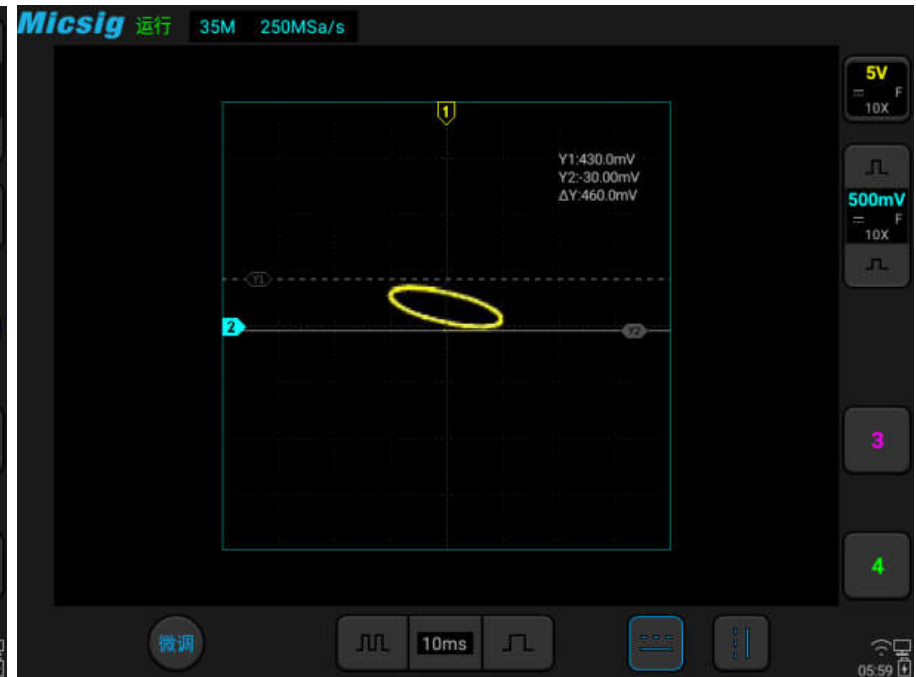 Micsig 运行 35M 250MSa/s
5V
F
10X
1
Y1:430.0mV
Y2:-30.00mV
ΔY:460.0mV
500mV
F
10X
Y1
2
Y2
3
4
微调
10ms
05:59